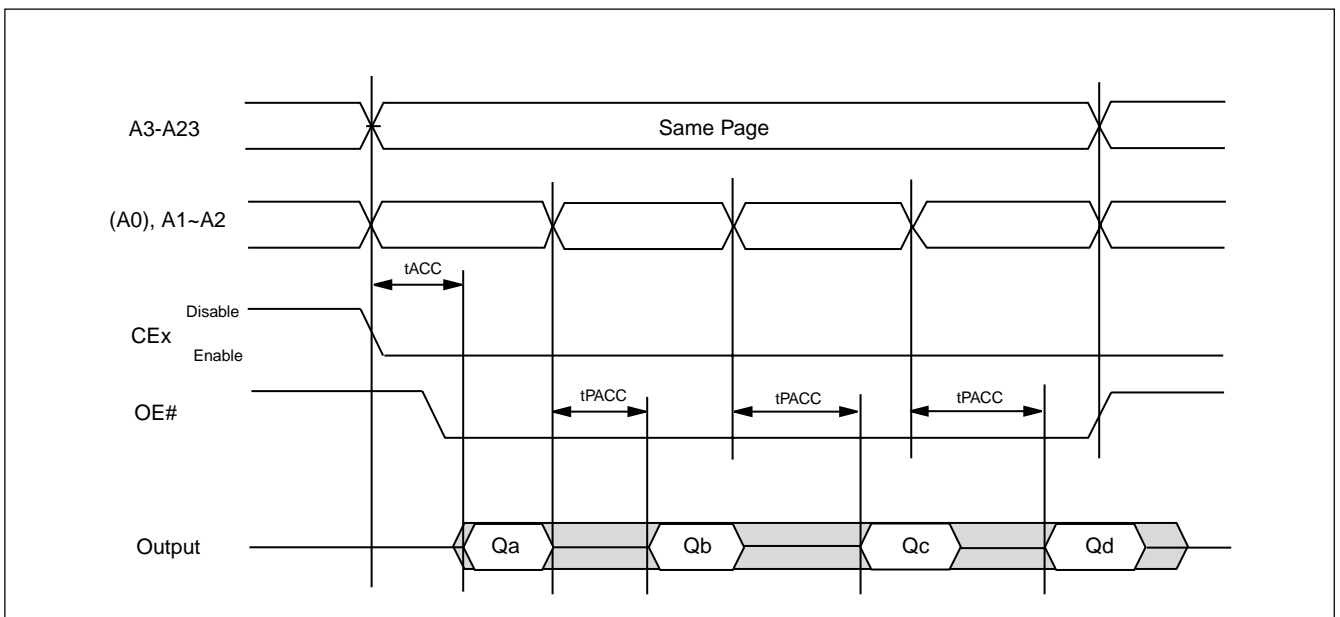 A3-A23
Same Page
(A0), A1~A2
tACC
Disable
CEx
Enable
tPACC
tPACC
tPACC
OE#
Output
Qa
Qb
Qc
Qd